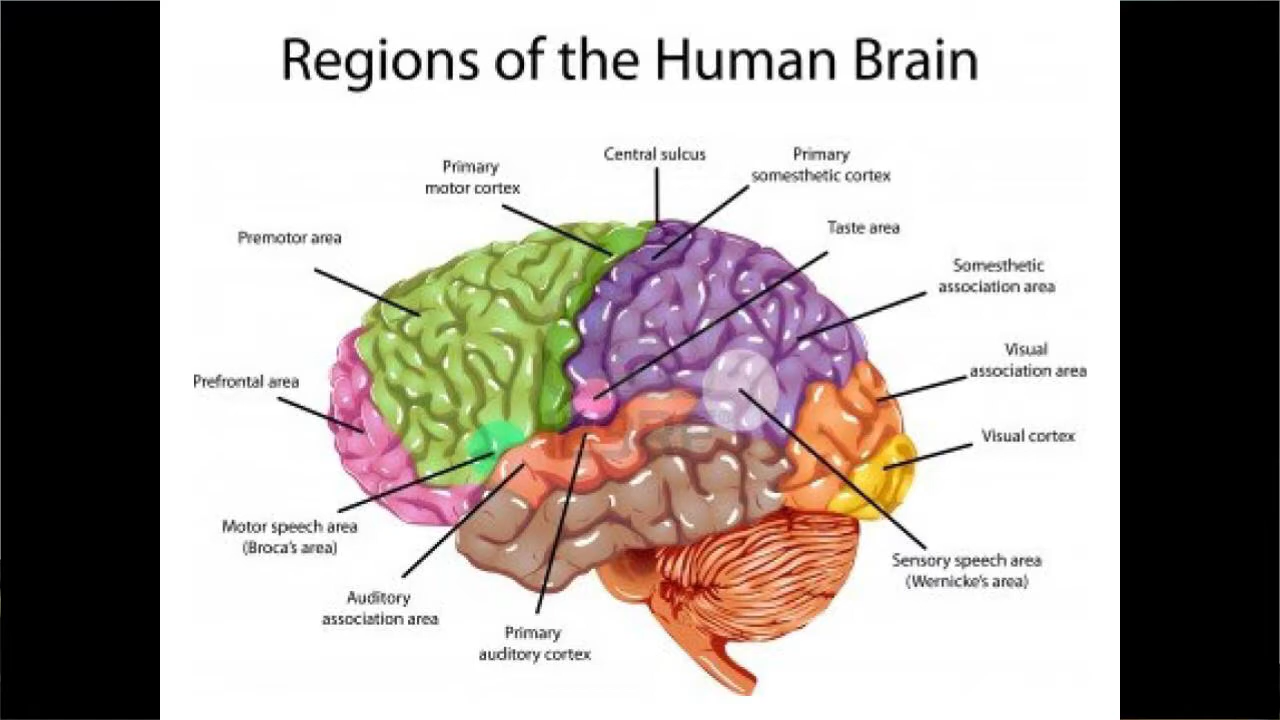 Regions of the Human Brain
Central sulcus
Primary
somesthetic cortex
Primary
motor cortex
Taste area
Premotor area
Somesthetic
association area
Visual
association area
Prefrontal area
Visual cortex
Motor speech area
(Broca's area)
Sensory speech area
(Wernicke's area)
Auditory
association area
Primary
auditory cortex